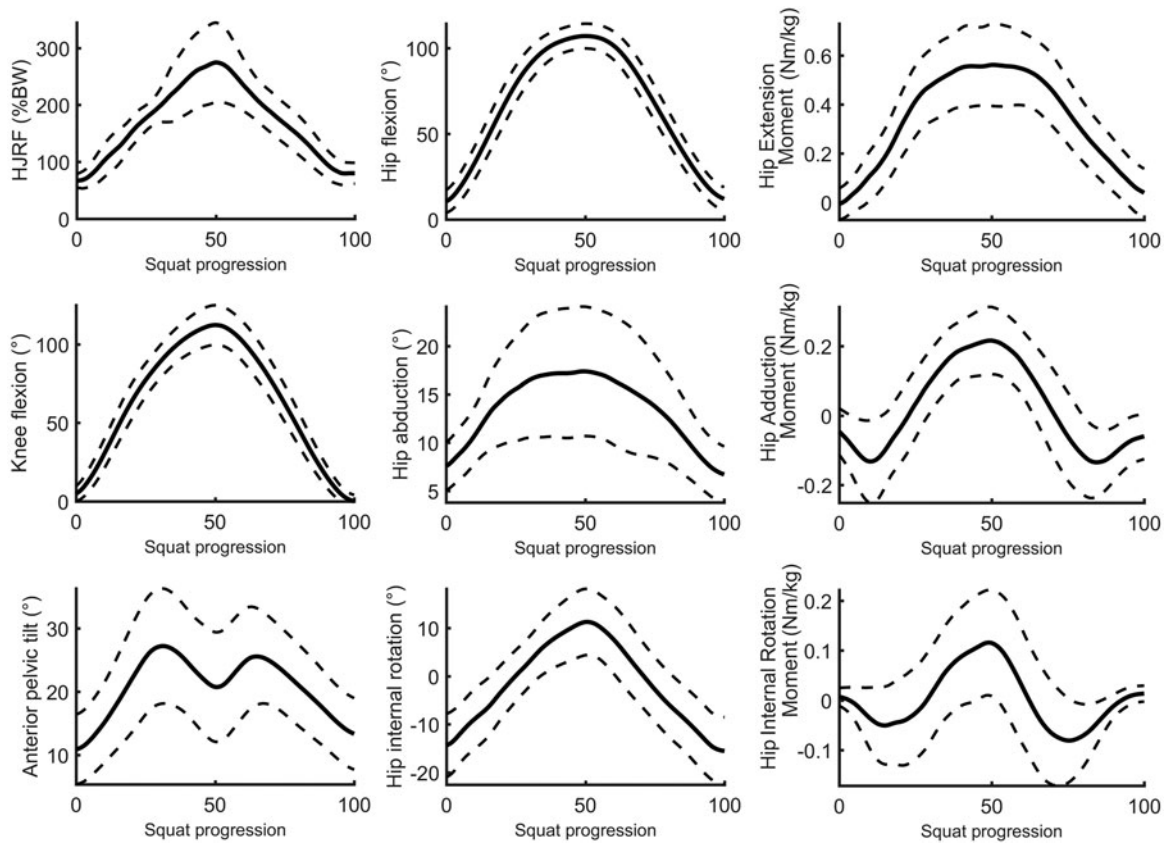 HJRF (%BW)
300
200
100
0
0 50 100
Squat progression
Hip flexion (°)
100
50
0
0 50 100
Squat progression
Hip Extension
Moment (Nm/kg)
0.6
0.4
0.2
0
0 50 100
Squat progression
Knee flexion (°)
100
50
0
0 50 100
Squat progression
Hip abduction (°)
20
15
10
5
0 50 100
Squat progression
Hip Adduction
Moment (Nm/kg)
0.2
0
-0.2
0 50 100
Squat progression
Anterior pelvic tilt (°)
30
20
10
0 50 100
Squat progression
Hip internal rotation (°)
10
0
-10
-20
0 50 100
Squat progression
Hip Internal Rotation
Moment (Nm/kg)
0.2
0.1
0
-0.1
0 50 100
Squat progression